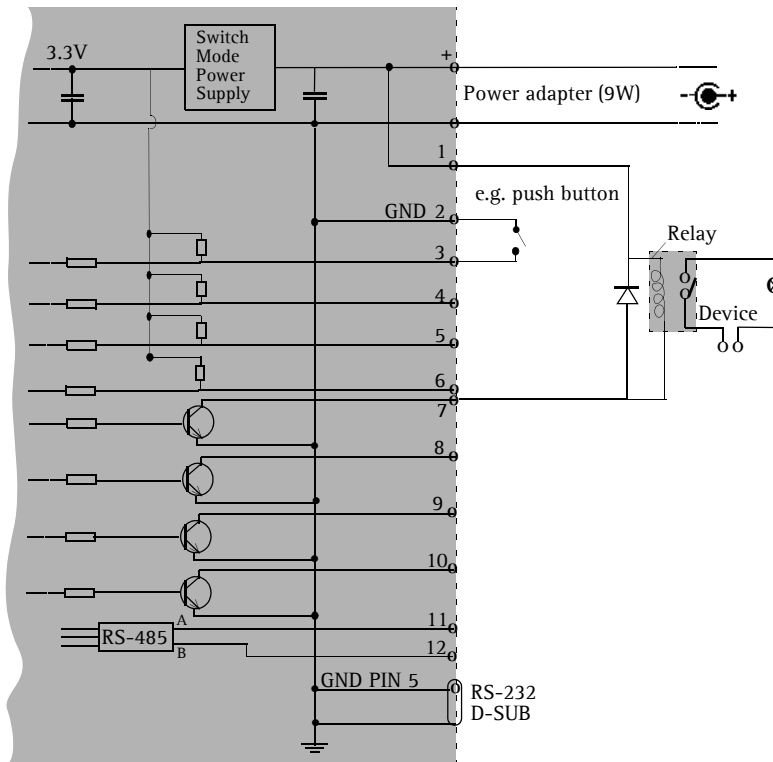 3.3V
Switch
Mode
Power
Supply
+
Power adapter (9W)
- +
1
e.g. push button
GND 2
Relay
3
4
Device
5
6
7
8
9
10
A
11
RS-485
B
12
GND PIN 5
RS-232
D-SUB